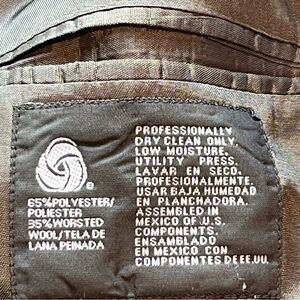 ®
65%POLYESTER/
POLIESTER
35%WORSTED
WOOL/TELA DE
LANA PEINADA
PROFESSIONALLY
DRY CLEAN ONLY.
LOW MOISTURE.
UTILITY PRESS.
LAVAR EN SECO.
PROFESIONALMENTE.
USAR BAJA HUMEDAD
EN PLANCHADORA.
ASSEMBLED IN
MEXICO OF U.S.
COMPONENTS.
ENSAMBLADO
EN MEXICO CON
COMPONENTES DE EE.UU.